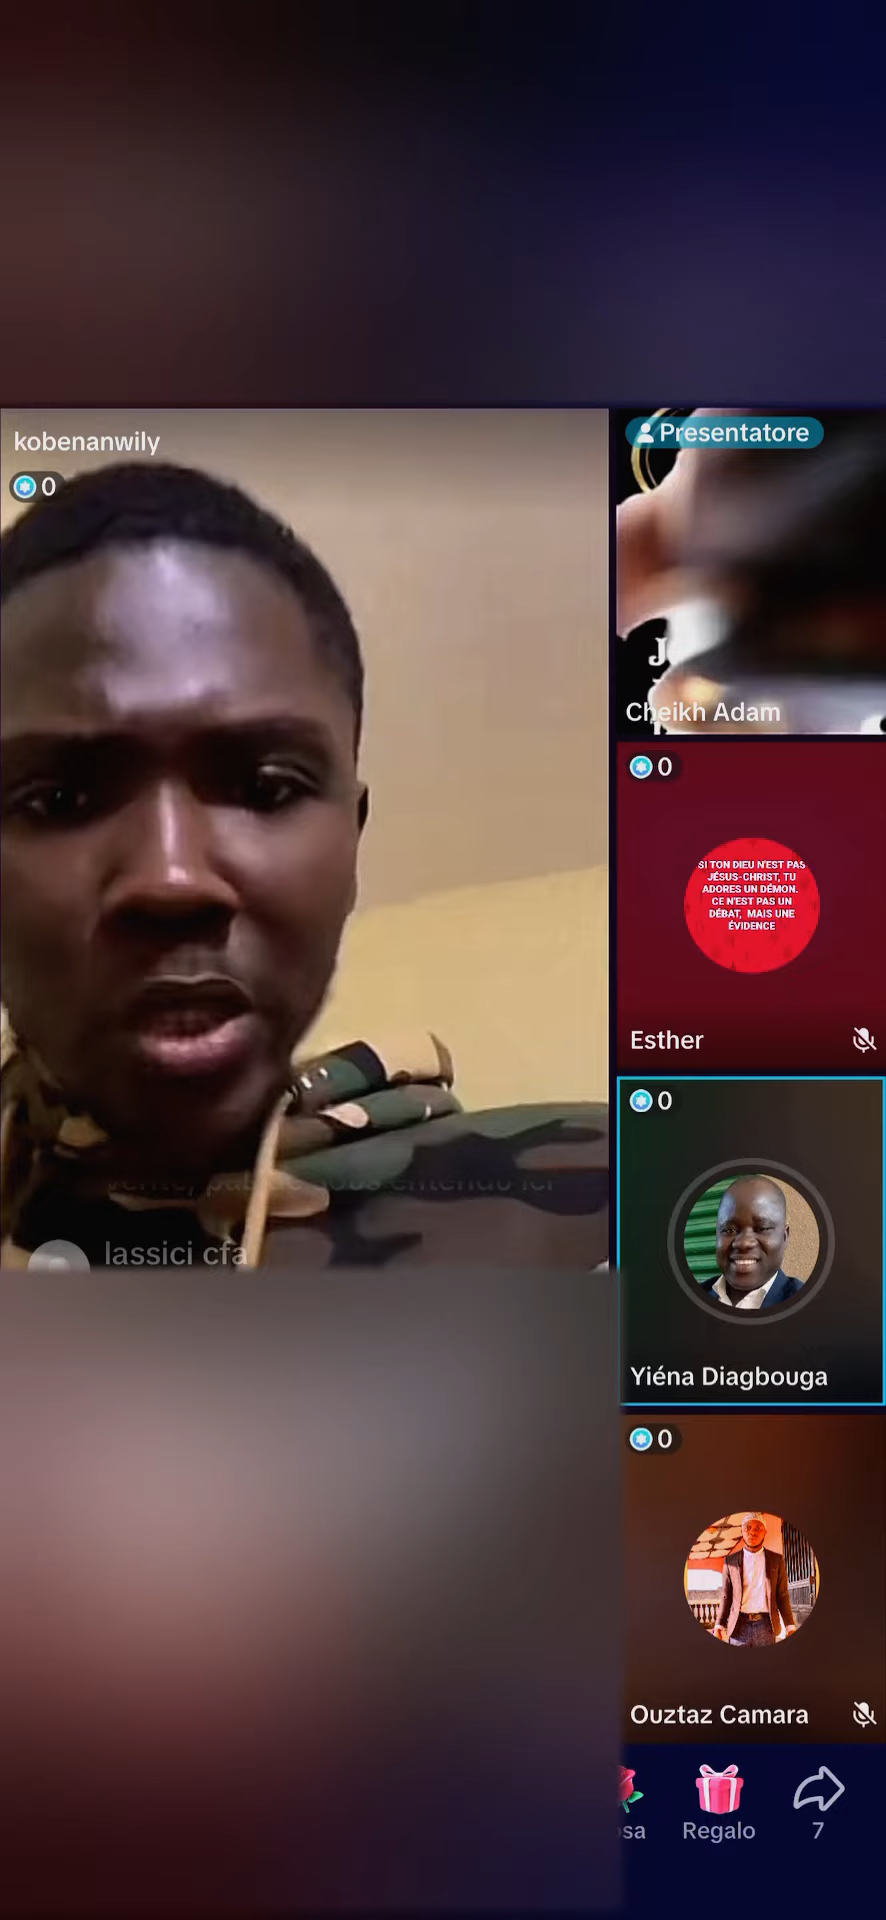 kobenanwily
0
lassici cfa
Presentatore
Cheikh Adam
0
SI TON DIEU N'EST PAS
JÉSUS-CHRIST, TU
ADORES UN DÉMON.
CE N'EST PAS UN
DÉBAT, MAIS UNE
ÉVIDENCE
Esther
0
Yiéna Diagbouga
0
Ouztaz Camara
Regalo
7